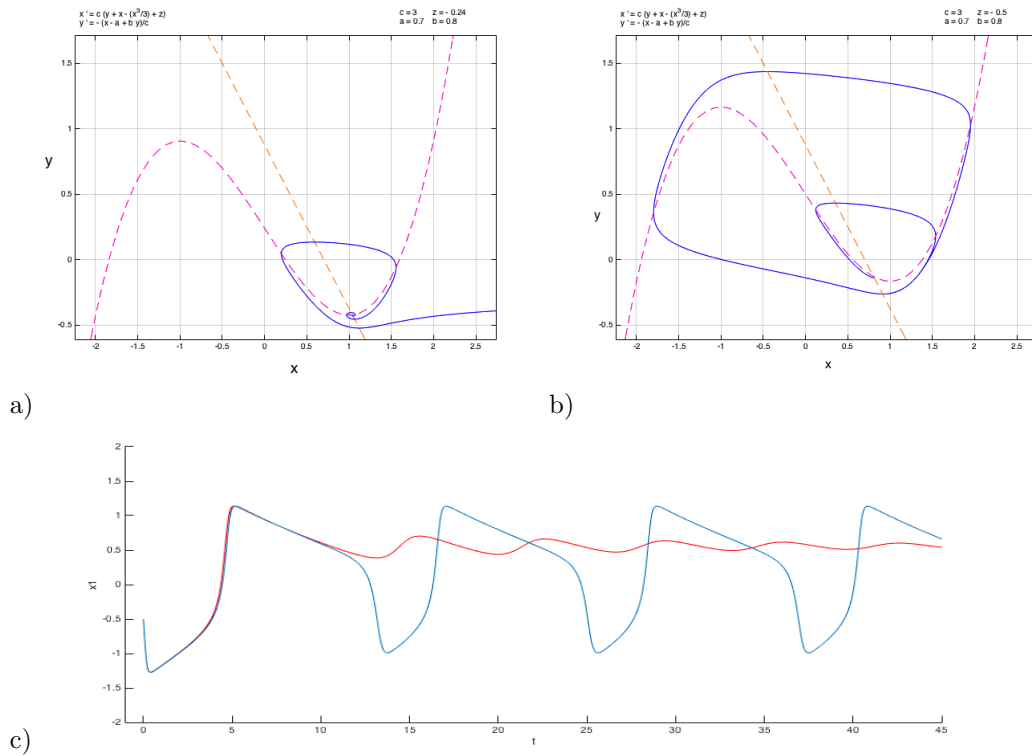 x ' = c (y + x - (x³/3) + z)
y ' = - (x - a + b y)/c
c = 3 z = - 0.24
a = 0.7 b = 0.8
1.5
1
0.5
0
-0.5
y
-2 -1.5 -1 -0.5 0 0.5 1 1.5 2 2.5
x
a)
x ' = c (y + x - (x³/3) + z)
y ' = - (x - a + b y)/c
c = 3 z = - 0.5
a = 0.7 b = 0.8
1.5
1
0.5
0
-0.5
y
-2 -1.5 -1 -0.5 0 0.5 1 1.5 2 2.5
x
b)
2
1.5
1
0.5
0
-0.5
-1
-1.5
-2
x1
0 5 10 15 20 25 30 35 40 45
t
c)